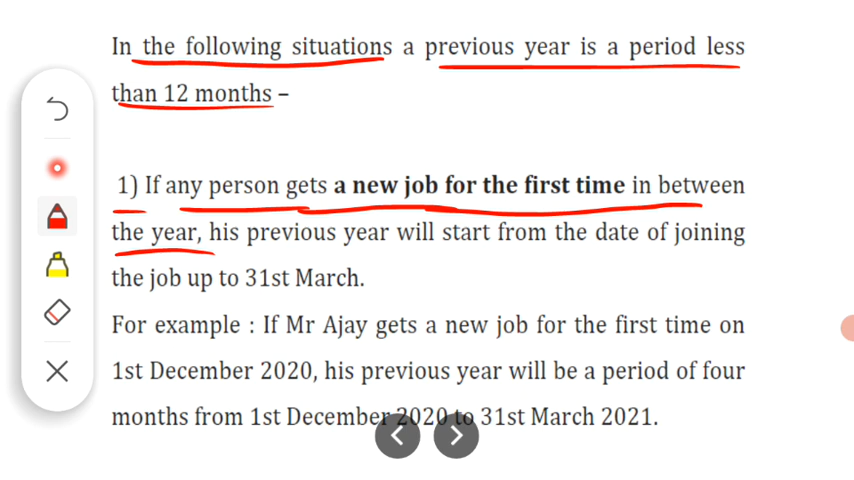 In the following situations a previous year is a period less
than 12 months –
1) If any person gets a new job for the first time in between
the year, his previous year will start from the date of joining
the job up to 31st March.
For example : If Mr Ajay gets a new job for the first time on
1st December 2020, his previous year will be a period of four
months from 1st December 2020 to 31st March 2021.